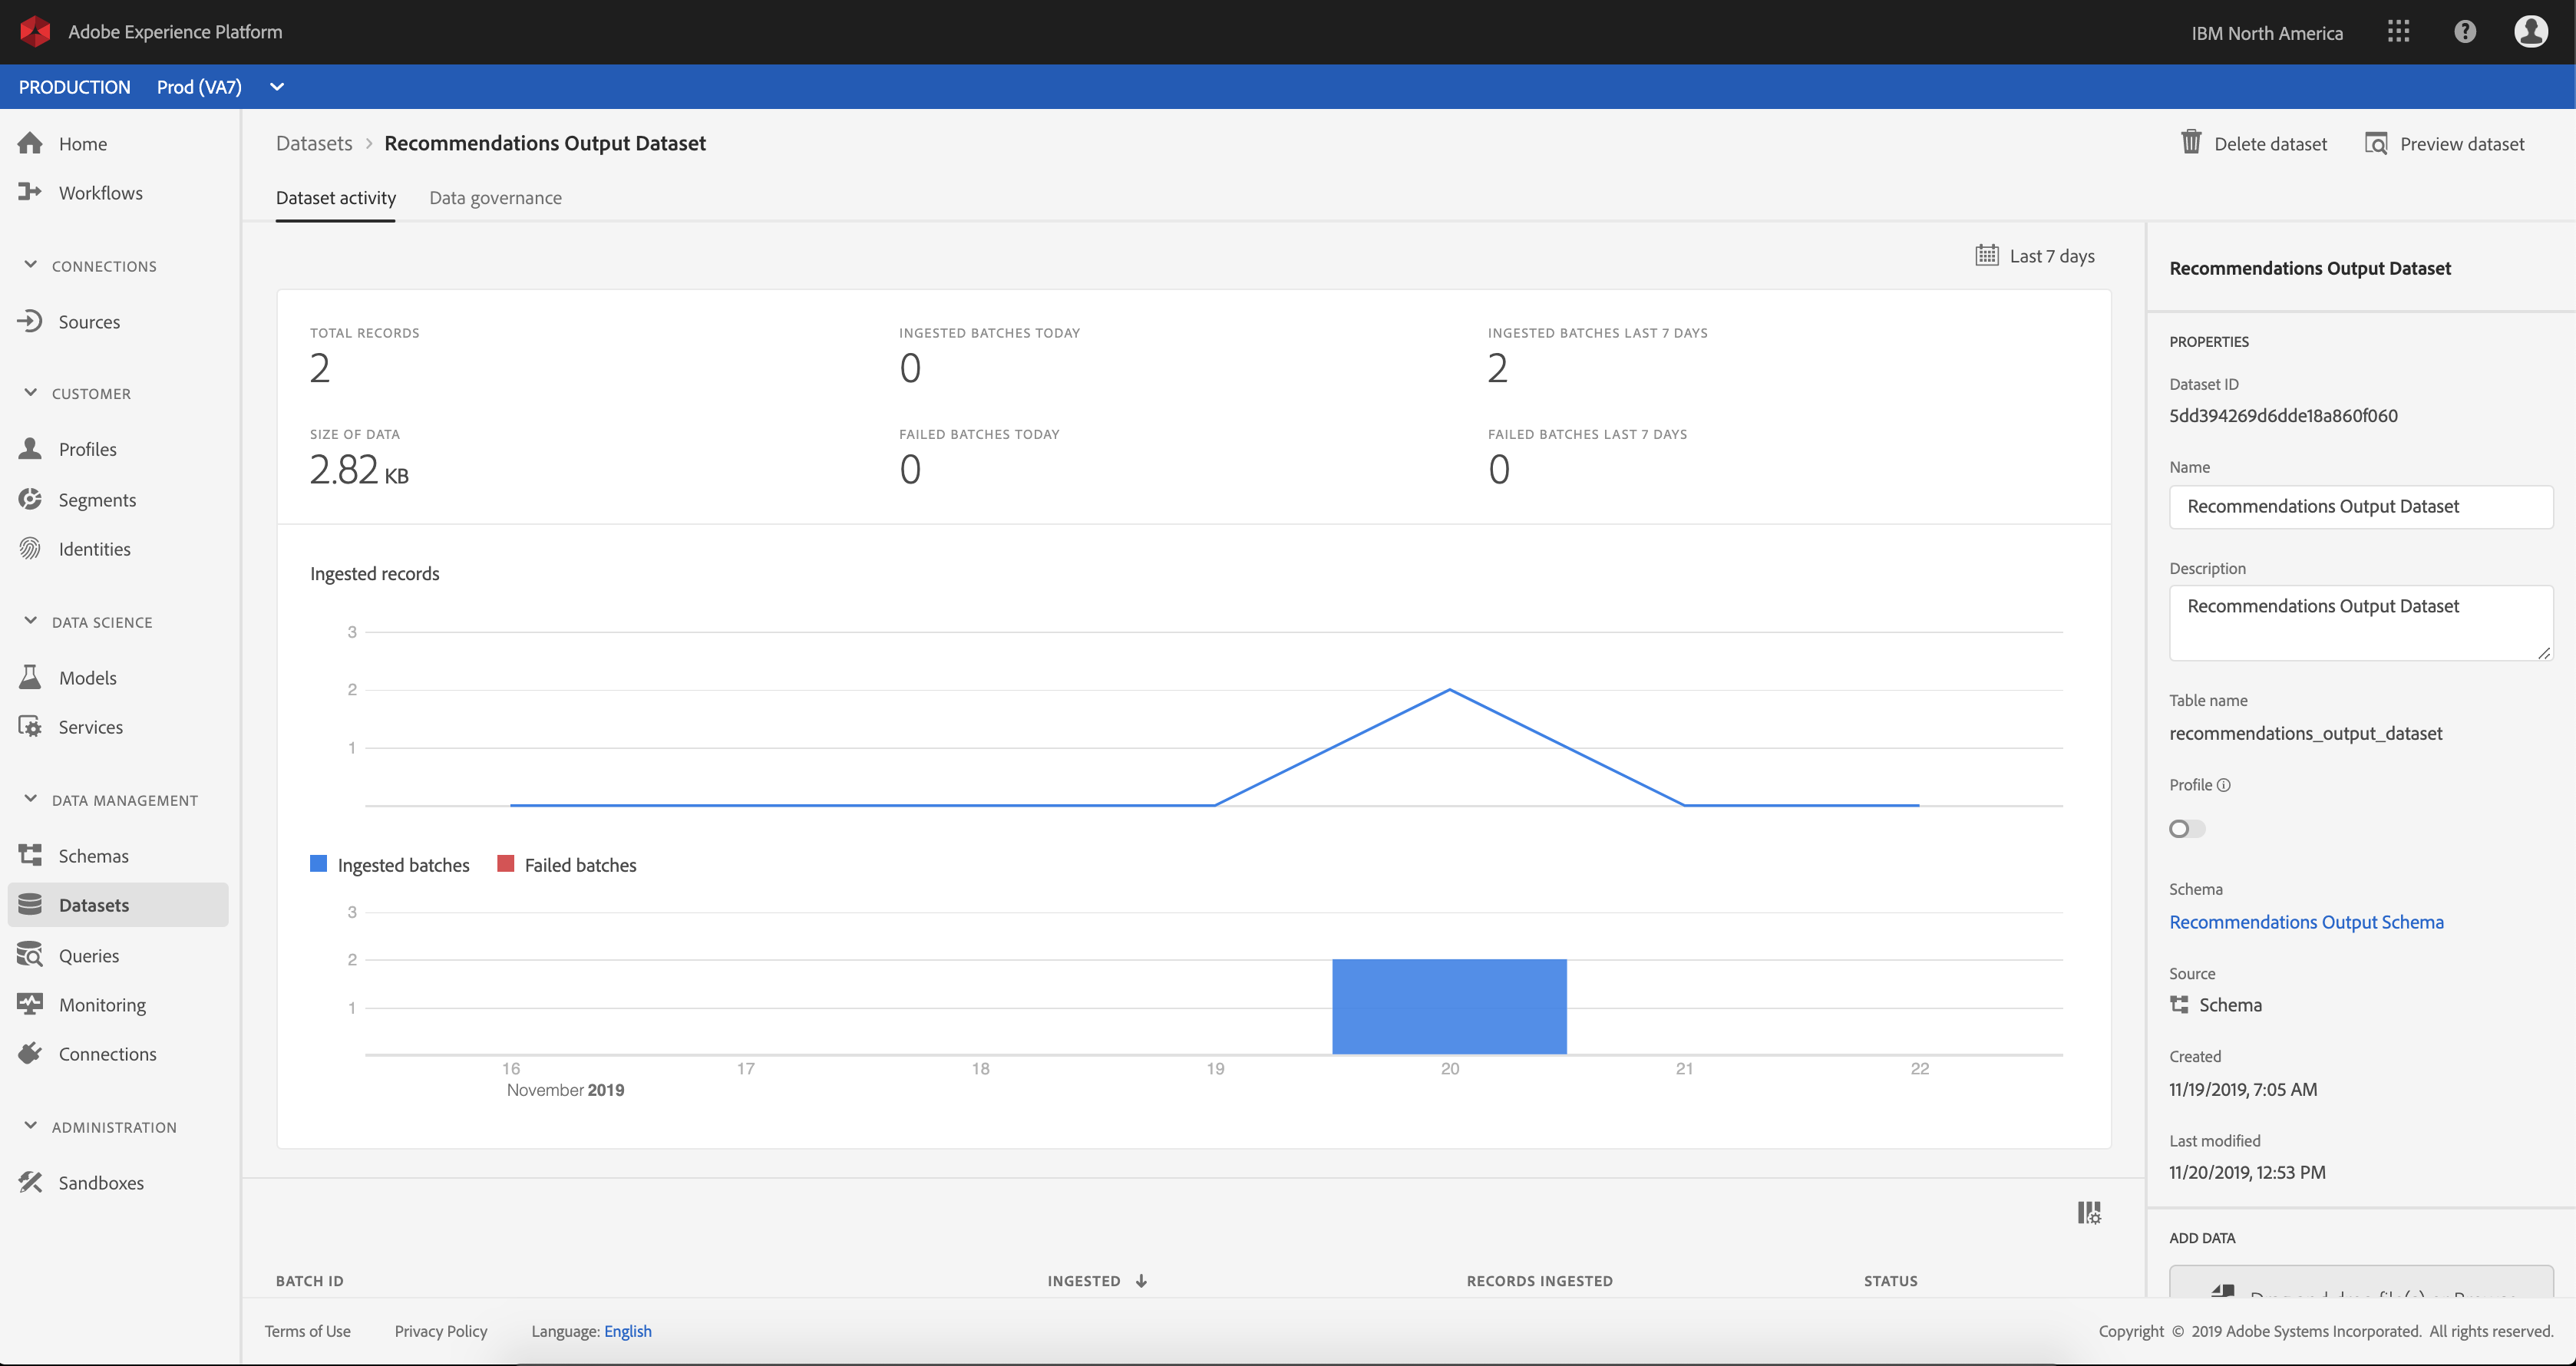 Adobe Experience Platform
IBM North America
PRODUCTION Prod (VA7)
Home
Workflows
CONNECTIONS
Sources
CUSTOMER
Profiles
Segments
Identities
DATA SCIENCE
Models
Services
DATA MANAGEMENT
Schemas
Datasets
Queries
Monitoring
Connections
ADMINISTRATION
Sandboxes
Datasets > Recommendations Output Dataset
Delete dataset Preview dataset
Dataset activity Data governance
Last 7 days
TOTAL RECORDS INGESTED BATCHES TODAY INGESTED BATCHES LAST 7 DAYS
2 0 2
SIZE OF DATA FAILED BATCHES TODAY FAILED BATCHES LAST 7 DAYS
2.82 KB 0 0
Ingested records
3
2
1
Ingested batches Failed batches
3
2
1
16 17 18 19 20 21 22
November 2019
BATCH ID INGESTED RECORDS INGESTED STATUS
Recommendations Output Dataset
PROPERTIES
Dataset ID
5dd394269d6dde18a860f060
Name
Recommendations Output Dataset
Description
Recommendations Output Dataset
Table name
recommendations_output_dataset
Profile
Schema
Recommendations Output Schema
Source
Schema
Created
11/19/2019, 7:05 AM
Last modified
11/20/2019, 12:53 PM
ADD DATA
Terms of Use Privacy Policy Language: English
Copyright © 2019 Adobe Systems Incorporated. All rights reserved.